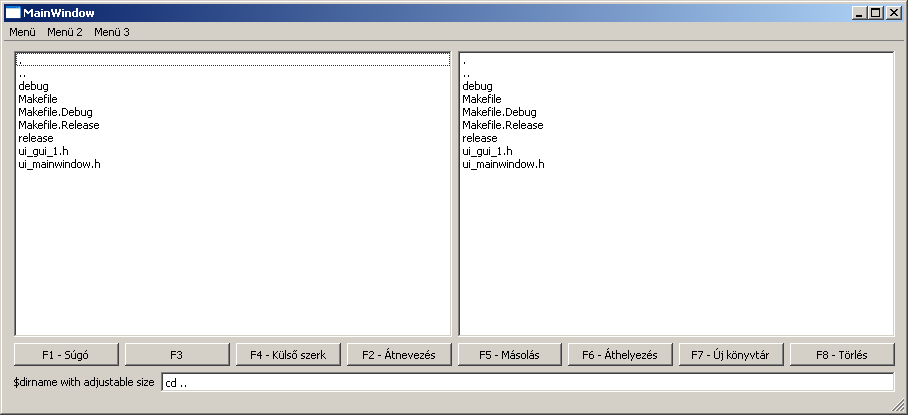 MainWindow
Menü Menü 2 Menü 3
.
..
debug
Makefile
Makefile.Debug
Makefile.Release
release
ui_gui_1.h
ui_mainwindow.h
.
..
debug
Makefile
Makefile.Debug
Makefile.Release
release
ui_gui_1.h
ui_mainwindow.h
F1 - Súgó F3 F4 - Külső szerk F2 - Átnevezés F5 - Másolás F6 - Áthelyezés F7 - Új könyvtár F8 - Törlés
$dirname with adjustable size cd ..